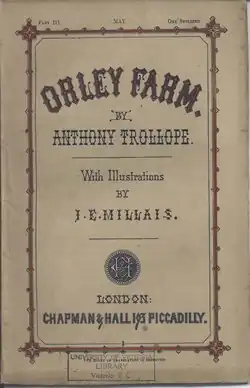 PART III. MAY. ONE SHILLING
ORLEY FARM.
BY
ANTHONY TROLLOPE.
With Illustrations
BY
J. E. MILLAIS.
LONDON:
CHAPMAN & HALL 193 PICCADILLY.
LIBRARY